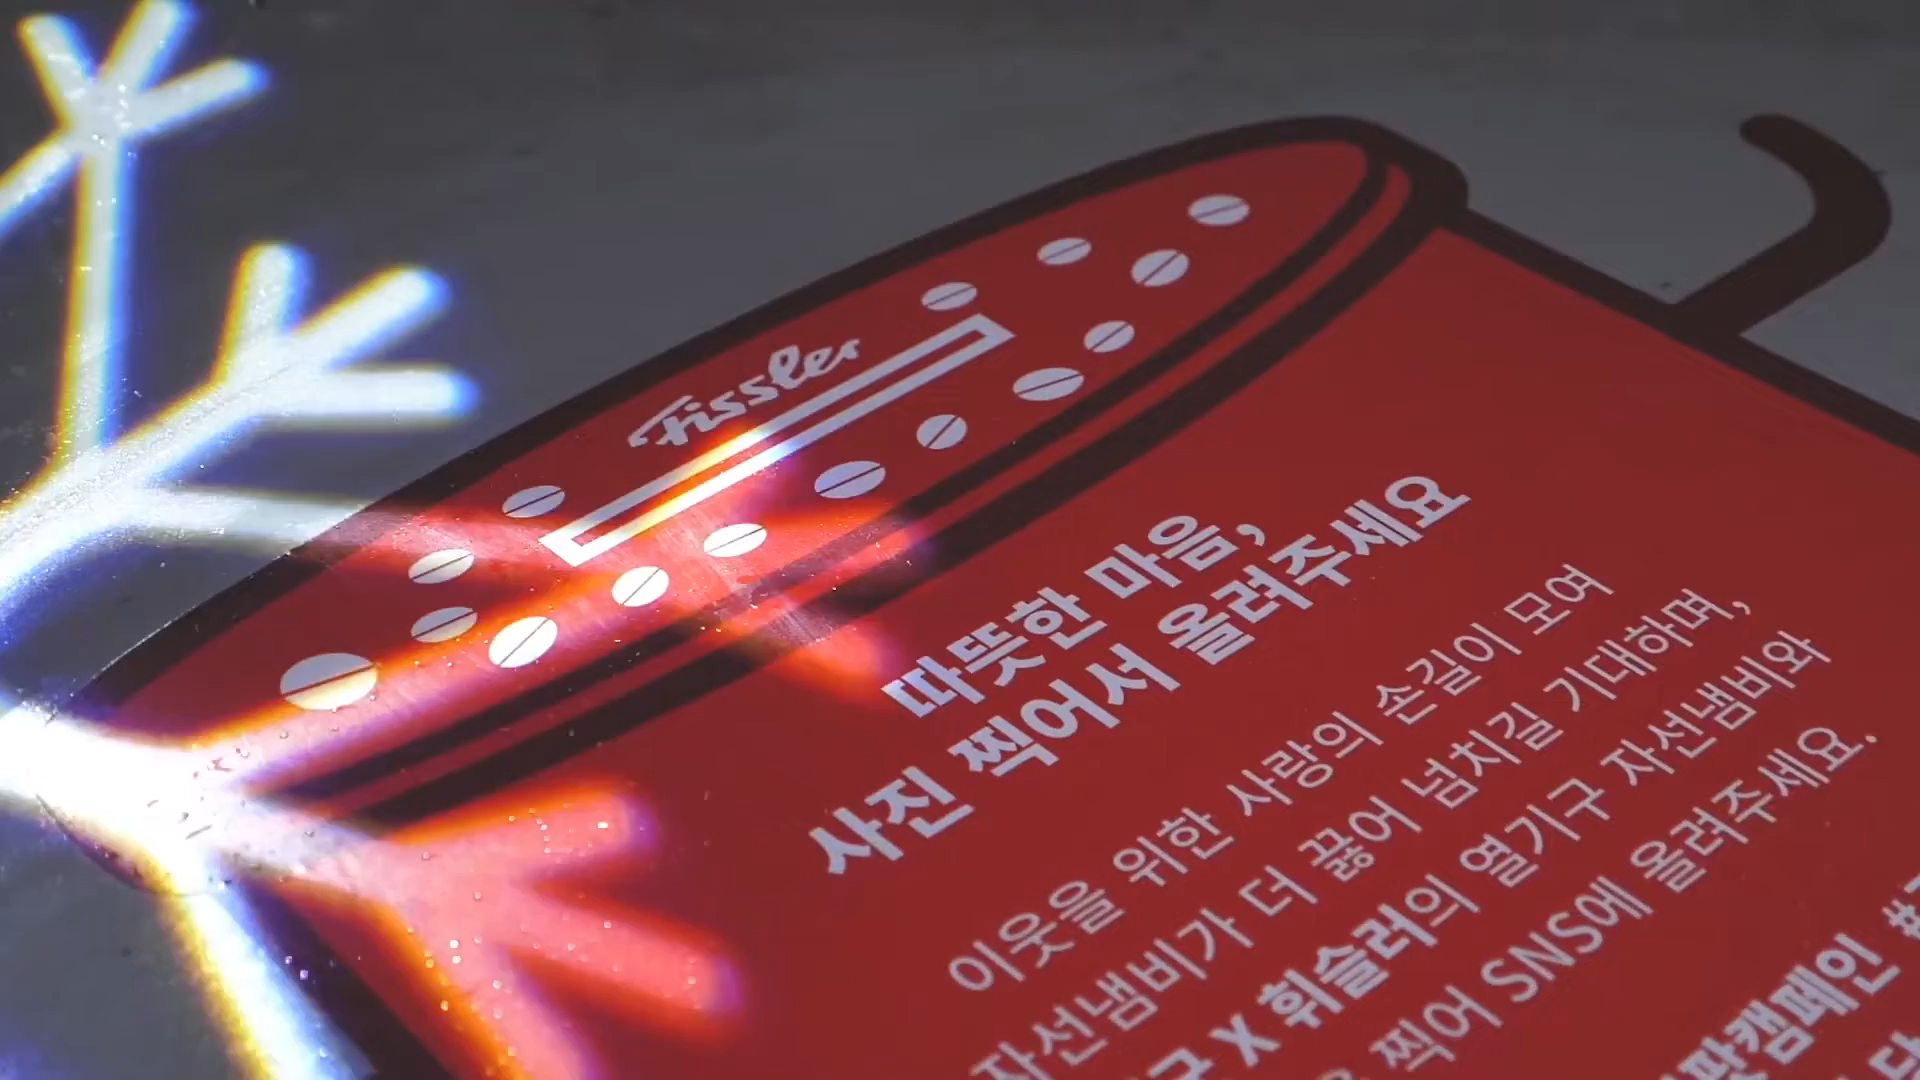 Fissler
따뜻한 마음,
사진 찍어서 올려주세요
이웃을 위한 사랑의 손길이 모여
자선냄비가 더 끓어 넘치길 기대하며,
X 휘슬러의 열기구 자선냄비와
찍어 SNS에 올려주세요.